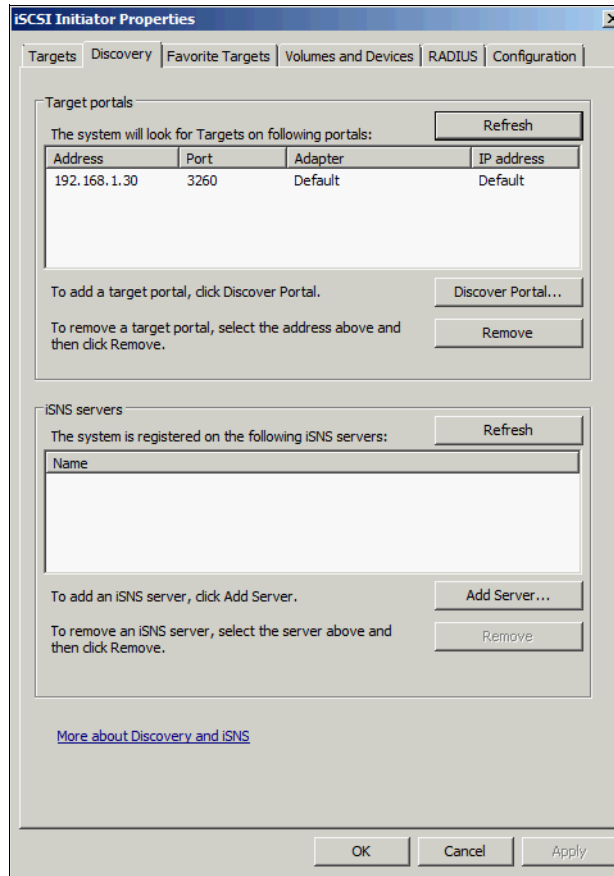 iSCSI Initiator Properties
Targets Discovery Favorite Targets Volumes and Devices RADIUS Configuration
Target portals
The system will look for Targets on following portals: Refresh
Address Port Adapter IP address
192.168.1.30 3260 Default Default
To add a target portal, click Discover Portal. Discover Portal...
To remove a target portal, select the address above and
then click Remove.
Remove
iSNS servers
The system is registered on the following iSNS servers: Refresh
Name
To add an iSNS server, click Add Server. Add Server...
To remove an iSNS server, select the server above and
then click Remove.
Remove
More about Discovery and iSNS
OK Cancel Apply